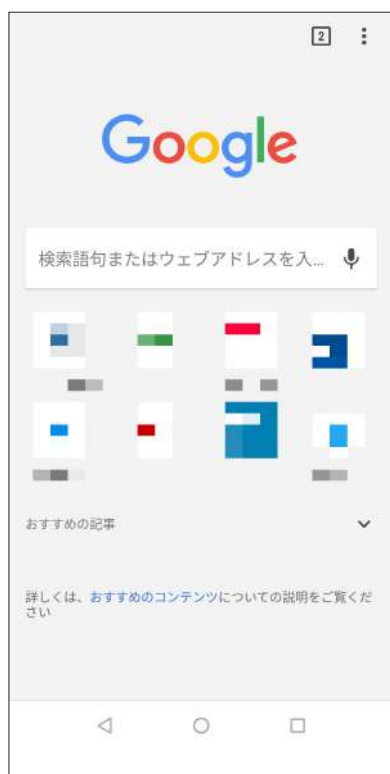 2
Google
検索語句またはウェブアドレスを入...
おすすめの記事
詳しくは、おすすめのコンテンツについての説明をご覧くだ
さい